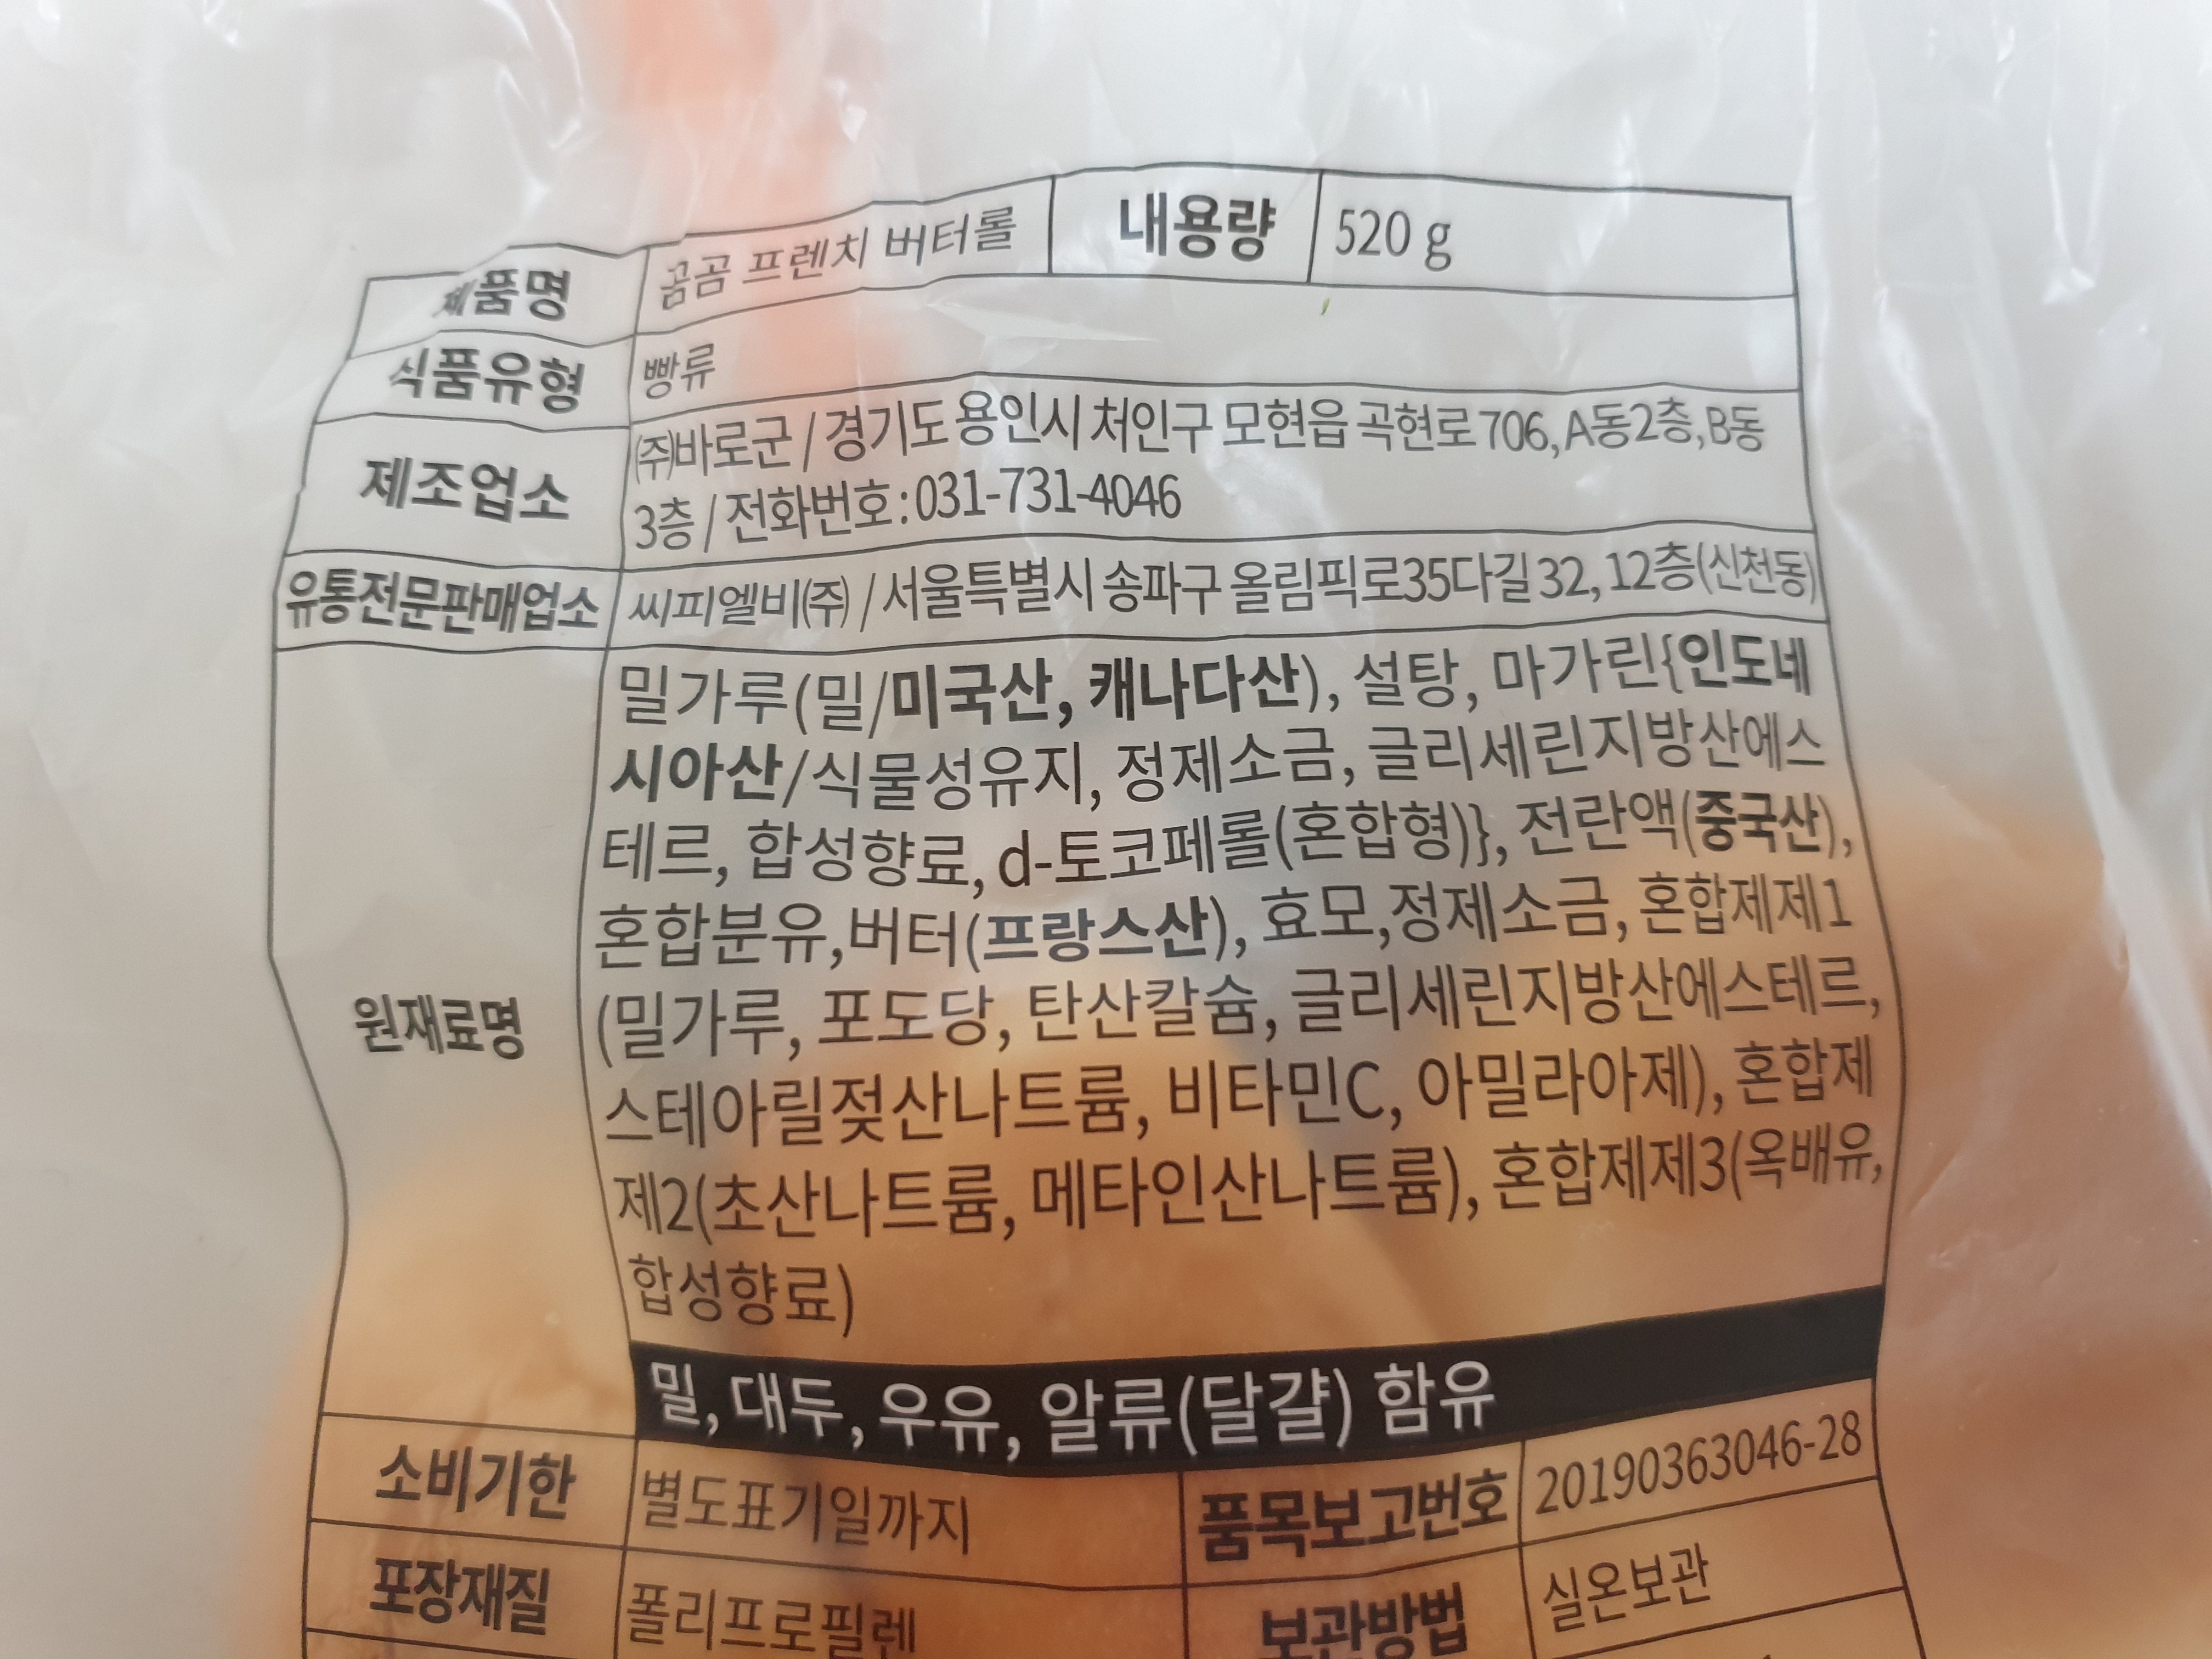 제품명 곰곰 프렌치 버터롤 내용량 520 g
식품유형 빵류
제조업소 ㈜바로군 / 경기도 용인시 처인구 모현읍 곡현로 706, A동2층, B동
3층 / 전화번호 : 031-731-4046
유통전문판매업소 씨피엘비㈜ / 서울특별시 송파구 올림픽로35다길 32, 12층(신천동)
원재료명 밀가루(밀/미국산, 캐나다산), 설탕, 마가린{인도네
시아산/식물성유지, 정제소금, 글리세린지방산에스
테르, 합성향료, d-토코페롤(혼합형)}, 전란액(중국산),
혼합분유,버터(프랑스산), 효모,정제소금, 혼합제제1
(밀가루, 포도당, 탄산칼슘, 글리세린지방산에스테르,
스테아릴젖산나트륨, 비타민C, 아밀라아제), 혼합제
제2(초산나트륨, 메타인산나트륨), 혼합제제3(옥배유,
합성향료)
밀, 대두, 우유, 알류(달걀) 함유
소비기한 별도표기일까지 품목보고번호 20190363046-28
포장재질 폴리프로필렌 보관방법 실온보관